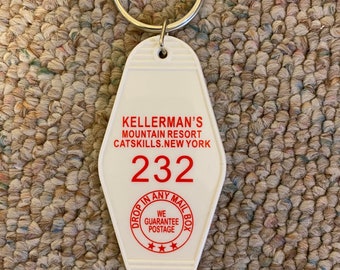 KELLERMAN'S
MOUNTAIN RESORT
CATSKILLS.NEW YORK
232
DROP IN ANY MAIL BOX
WE
GUARANTEE
POSTAGE